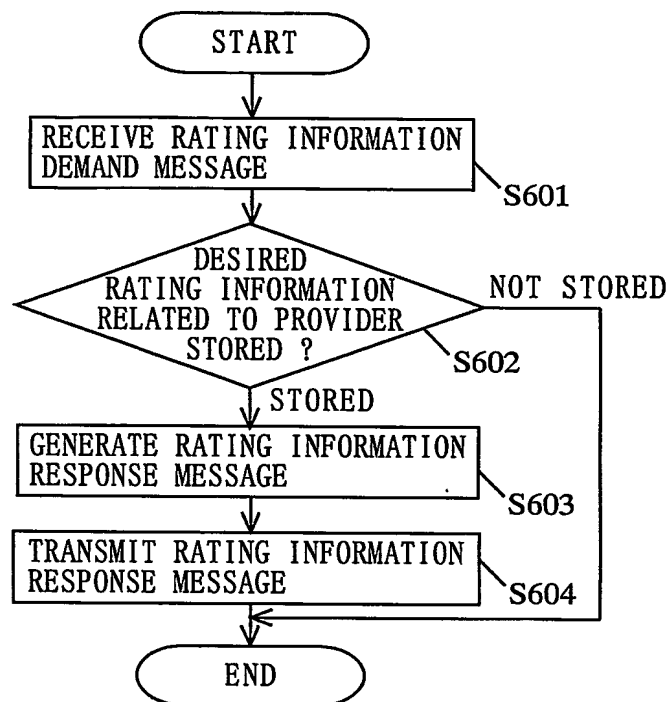 START
RECEIVE RATING INFORMATION
DEMAND MESSAGE
S601
DESIRED
RATING INFORMATION
RELATED TO PROVIDER
STORED ?
NOT STORED
S602
STORED
GENERATE RATING INFORMATION
RESPONSE MESSAGE
S603
TRANSMIT RATING INFORMATION
RESPONSE MESSAGE
S604
END